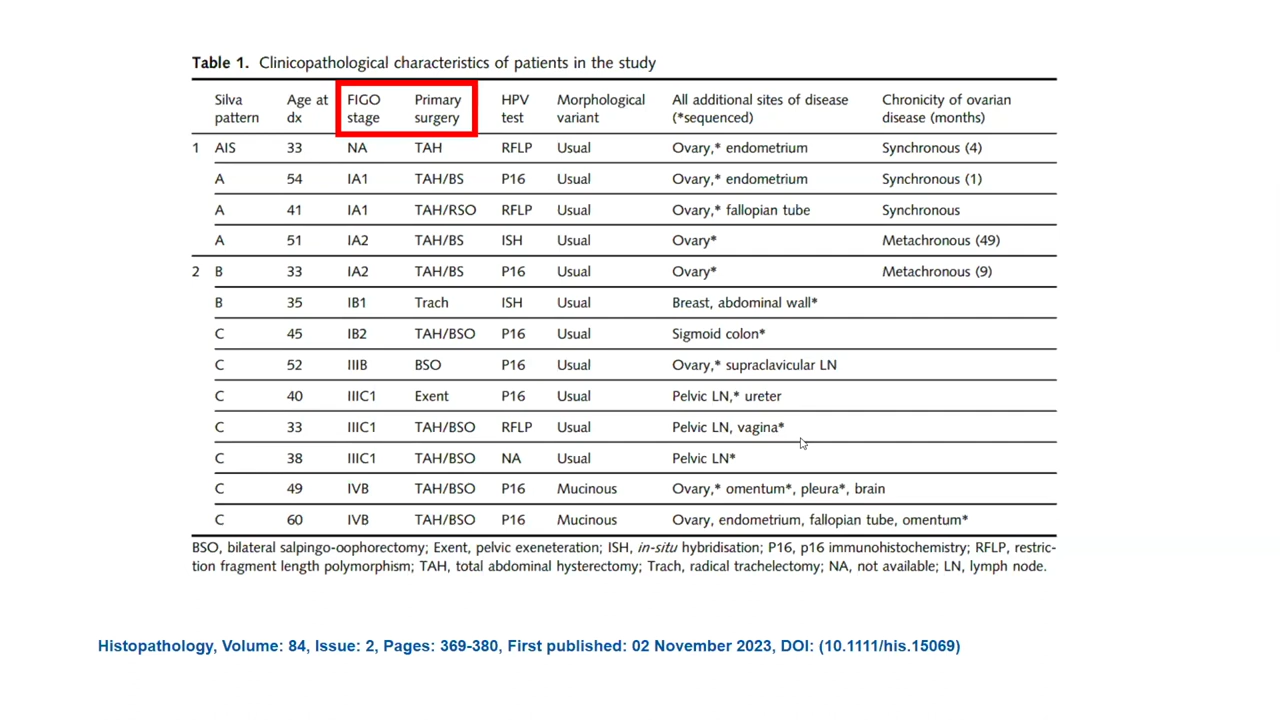 Table 1. Clinicopathological characteristics of patients in the study
Silva pattern Age at dx FIGO stage Primary surgery HPV test Morphological variant All additional sites of disease (*sequenced) Chronicity of ovarian disease (months)
1 AIS 33 NA TAH RFLP Usual Ovary,* endometrium Synchronous (4)
A 54 IA1 TAH/BS P16 Usual Ovary,* endometrium Synchronous (1)
A 41 IA1 TAH/RSO RFLP Usual Ovary,* fallopian tube Synchronous
A 51 IA2 TAH/BS ISH Usual Ovary* Metachronous (49)
2 B 33 IA2 TAH/BS P16 Usual Ovary* Metachronous (9)
B 35 IB1 Trach ISH Usual Breast, abdominal wall*
C 45 IB2 TAH/BSO P16 Usual Sigmoid colon*
C 52 IIIB BSO P16 Usual Ovary,* supraclavicular LN
C 40 IIIC1 Exent P16 Usual Pelvic LN,* ureter
C 33 IIIC1 TAH/BSO RFLP Usual Pelvic LN, vagina*
C 38 IIIC1 TAH/BSO NA Usual Pelvic LN*
C 49 IVB TAH/BSO P16 Mucinous Ovary,* omentum*, pleura*, brain
C 60 IVB TAH/BSO P16 Mucinous Ovary, endometrium, fallopian tube, omentum*
BSO, bilateral salpingo-oophorectomy; Exent, pelvic exeneteration; ISH, in-situ hybridisation; P16, p16 immunohistochemistry; RFLP, restric-
tion fragment length polymorphism; TAH, total abdominal hysterectomy; Trach, radical trachelectomy; NA, not available; LN, lymph node.
Histopathology, Volume: 84, Issue: 2, Pages: 369-380, First published: 02 November 2023, DOI: (10.1111/his.15069)